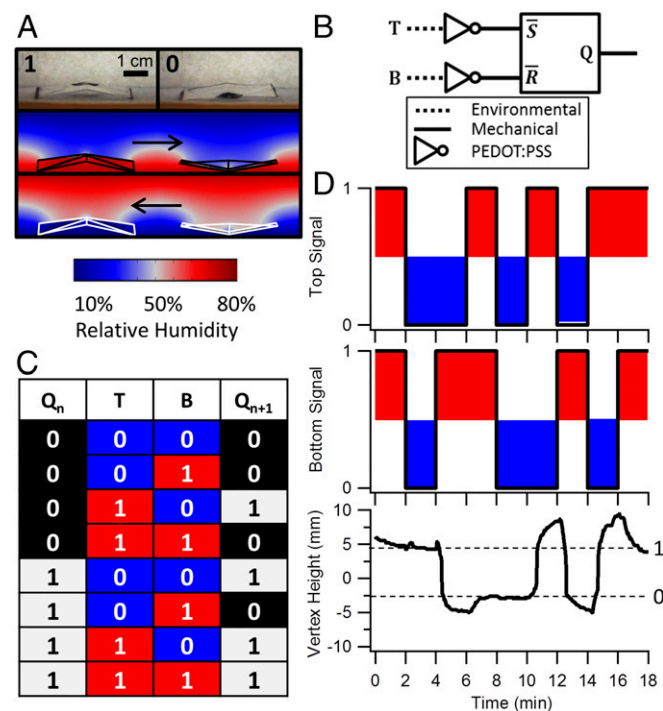 A
1
1 cm
0
10% 50% 80%
Relative Humidity
B
T S̅
Q
B R̅
Environmental
Mechanical
PEDOT:PSS
C
Qn T B Qn+1
0 0 0 0
0 0 1 0
0 1 0 1
0 1 1 0
1 0 0 1
1 0 1 0
1 1 0 1
1 1 1 1
D
1
Top Signal
0
1
Bottom Signal
0
10
5
0
-5
-10
Vertex Height (mm)
1
0
0 2 4 6 8 10 12 14 16 18
Time (min)